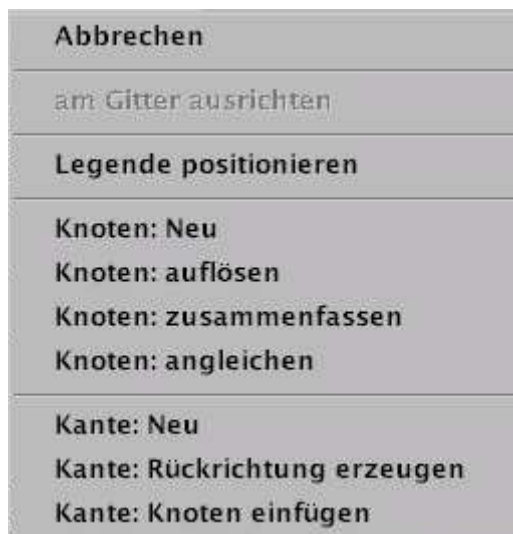 Abbrechen
am Gitter ausrichten
Legende positionieren
Knoten: Neu
Knoten: auflösen
Knoten: zusammenfassen
Knoten: angleichen
Kante: Neu
Kante: Rückrichtung erzeugen
Kante: Knoten einfügen